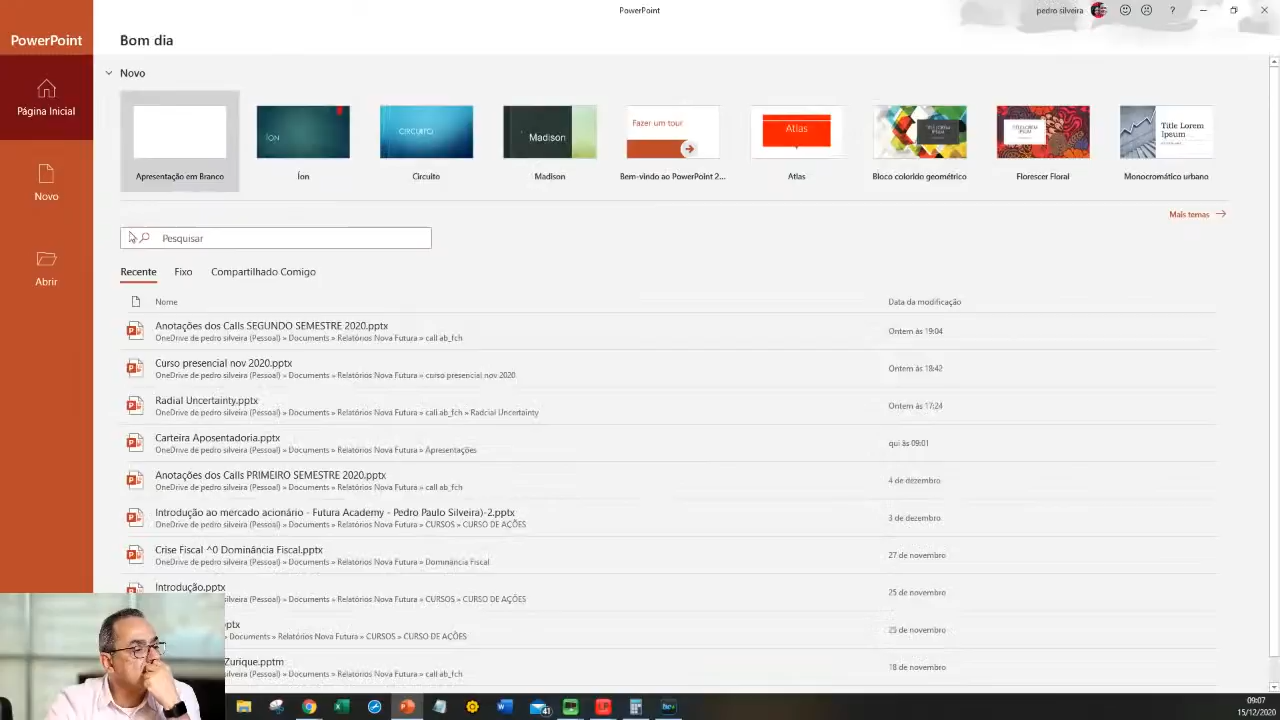 PowerPoint
pedro silveira
?
PowerPoint
Bom dia
Novo
Página Inicial
Novo
Abrir
Íon
CIRCUITO
Madison
Fazer um tour
Atlas
TITLE LOREM
IPSUM
TITLE LOREM
IPSUM
Title Lorem
Ipsum
Apresentação em Branco
Íon
Circuito
Madison
Bem-vindo ao PowerPoint 2...
Atlas
Bloco colorido geométrico
Florescer Floral
Monocromático urbano
Mais temas
Pesquisar
Recente Fixo Compartilhado Comigo
Nome Data da modificação
Anotações dos Calls SEGUNDO SEMESTRE 2020.pptx
OneDrive de pedro silveira (Pessoal) » Documents » Relatórios Nova Futura » call ab_fch
Ontem às 19:04
Curso presencial nov 2020.pptx
OneDrive de pedro silveira (Pessoal) » Documents » Relatórios Nova Futura » curso presencial nov 2020
Ontem às 18:42
Radial Uncertainty.pptx
OneDrive de pedro silveira (Pessoal) » Documents » Relatórios Nova Futura » call ab_fch » Radcial Uncertainty
Ontem às 17:24
Carteira Aposentadoria.pptx
OneDrive de pedro silveira (Pessoal) » Documents » Relatórios Nova Futura » Apresentações
qui às 09:01
Anotações dos Calls PRIMEIRO SEMESTRE 2020.pptx
OneDrive de pedro silveira (Pessoal) » Documents » Relatórios Nova Futura » call ab_fch
4 de dezembro
Introdução ao mercado acionário - Futura Academy - Pedro Paulo Silveira)-2.pptx
OneDrive de pedro silveira (Pessoal) » Documents » Relatórios Nova Futura » CURSOS » CURSO DE AÇÕES
3 de dezembro
Crise Fiscal ^0 Dominância Fiscal.pptx
OneDrive de pedro silveira (Pessoal) » Documents » Relatórios Nova Futura » Dominância Fiscal
27 de novembro
Introdução.pptx
silveira (Pessoal) » Documents » Relatórios Nova Futura » CURSOS » CURSO DE AÇÕES
25 de novembro
ptx
» Documents » Relatórios Nova Futura » CURSOS » CURSO DE AÇÕES
25 de novembro
Zurique.pptm
silveira (Pessoal) » Documents » Relatórios Nova Futura » call ab_fch
18 de novembro
41
09:07
15/12/2020